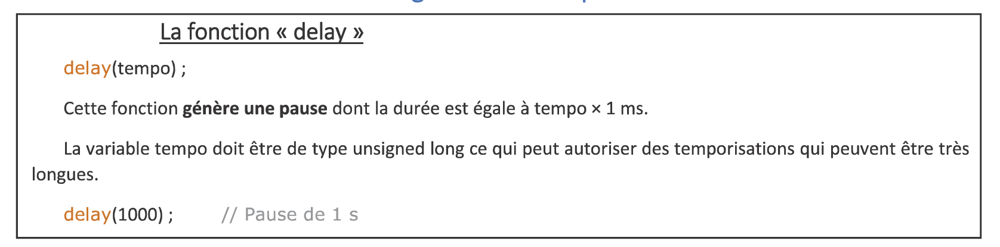 La fonction « delay »
delay(tempo) ;
Cette fonction génère une pause dont la durée est égale à tempo × 1 ms.
La variable tempo doit être de type unsigned long ce qui peut autoriser des temporisations qui peuvent être très
longues.
delay(1000) ; // Pause de 1 s